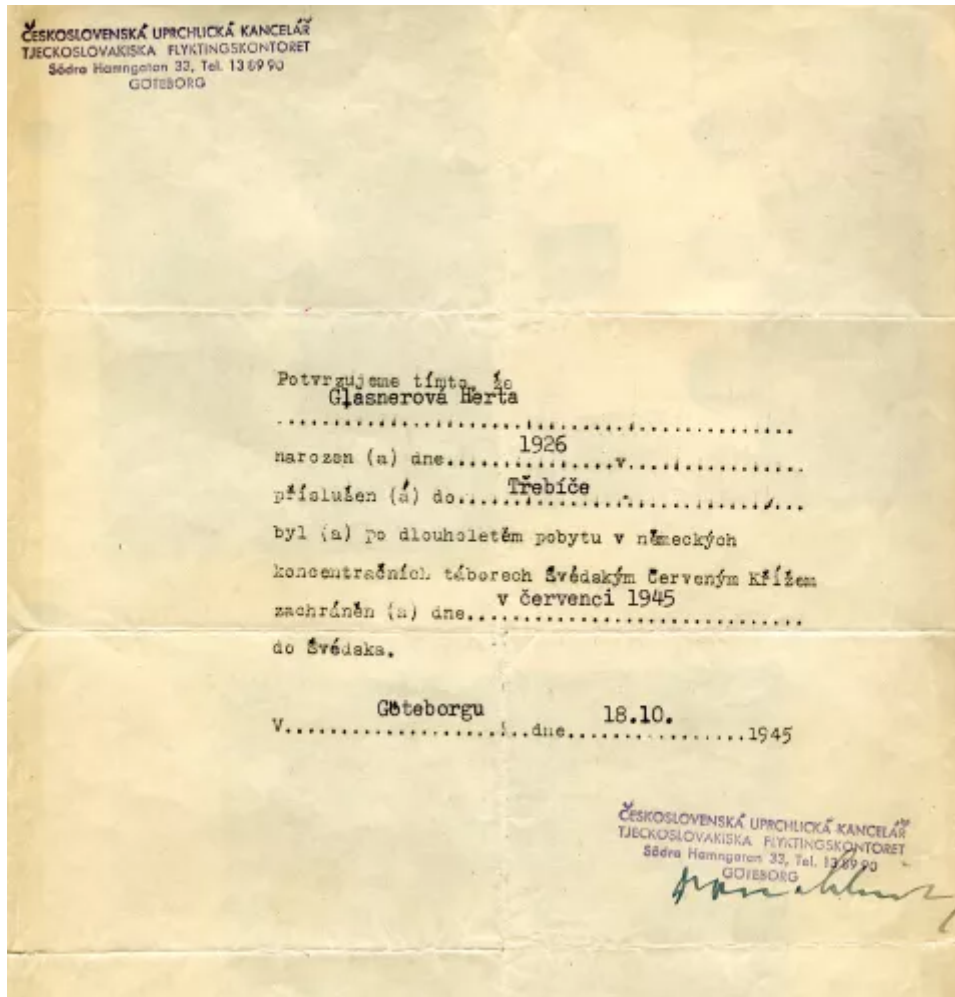 ČESKOSLOVENSKÁ UPRCHLICKÁ KANCELÁŘ
TJECKOSLOVAKISKA FLYKTINGSKONTORET
Södra Hamngatan 33, Tel. 13 89 90
GÖTEBORG
Potvrzujeme tímto, že
Glasnerová Herta
narozen (a) dne.......1926.......v.......
příslušen (á) do.......Třebíče.......
byl (a) po dlouholetém pobytu v německých
koncentračních táborech Švédským Červeným Křížem
zachráněn (a) dne.......v červenci 1945.......
do Švédska.
V.......Göteborgu.......dne.......18.10........1945
ČESKOSLOVENSKÁ UPRCHLICKÁ KANCELÁŘ
TJECKOSLOVAKISKA FLYKTINGSKONTORET
Södra Hamngatan 33, Tel. 13 89 90
GÖTEBORG